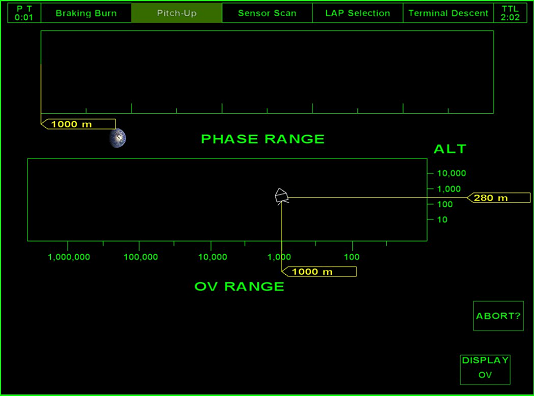 P T
0:01
Braking Burn
Pitch-Up
Sensor Scan
LAP Selection
Terminal Descent
TTL
2:02
1000 m
PHASE RANGE
ALT
10,000
1,000
280 m
100
10
1,000,000
100,000
10,000
1,000
100
1000 m
OV RANGE
ABORT?
DISPLAY
OV